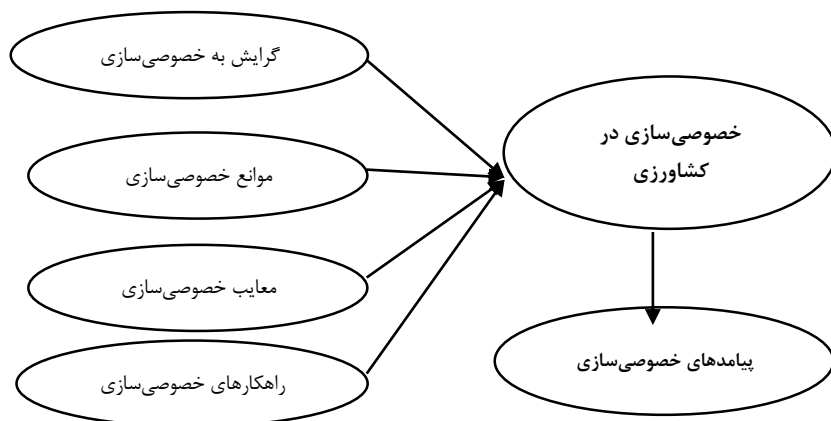 گرایش به خصوصی‌سازی
موانع خصوصی‌سازی
معایب خصوصی‌سازی
راهکارهای خصوصی‌سازی
خصوصی‌سازی در
کشاورزی
پیامدهای خصوصی‌سازی